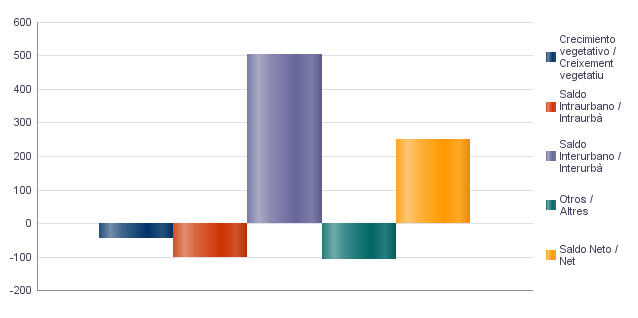 600
500
400
300
200
100
0
-100
-200
Crecimiento
vegetativo /
Creixement
vegetatiu
Saldo
Intraurbano /
Intraurbà
Saldo
Interurbano /
Interurbà
Otros /
Altres
Saldo Neto /
Net